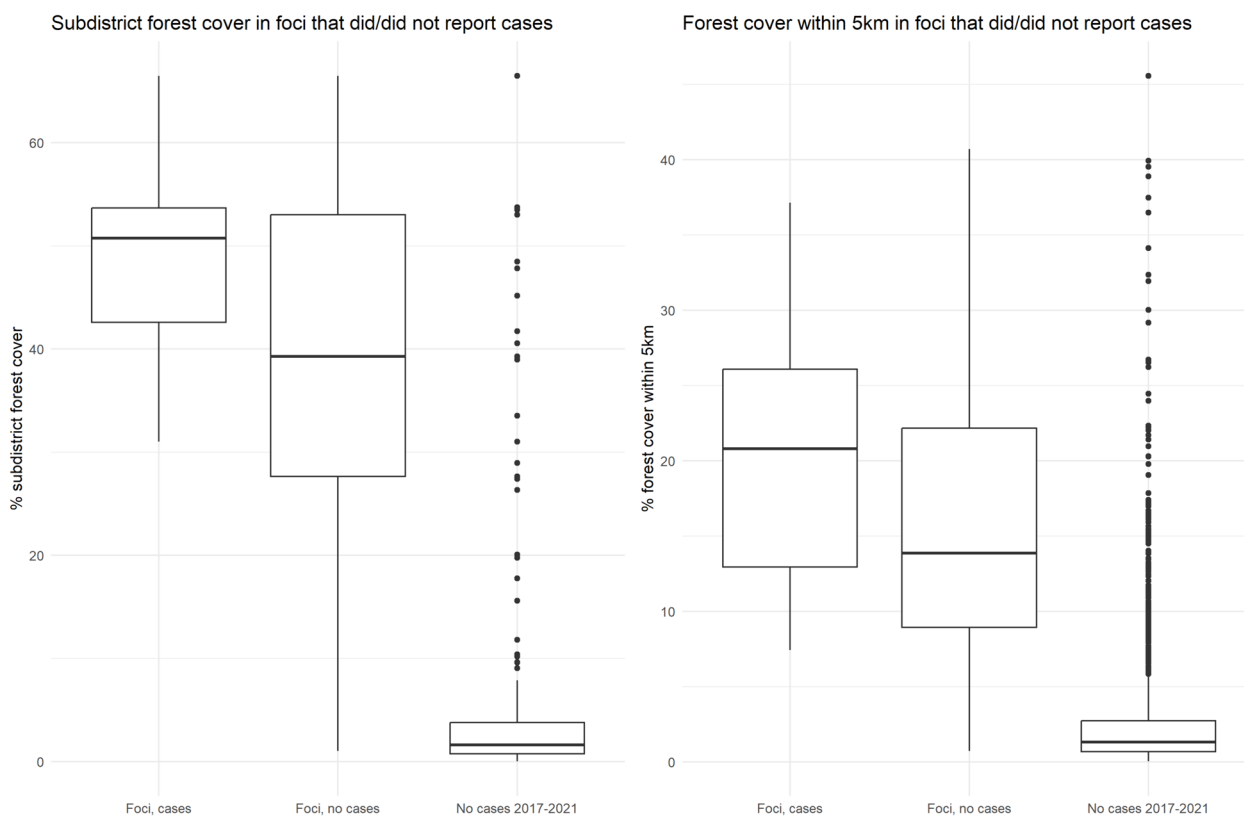 Subdistrict forest cover in foci that did/did not report cases
% subdistrict forest cover
60
40
20
0
Foci, cases
Foci, no cases
No cases 2017-2021
Forest cover within 5km in foci that did/did not report cases
% forest cover within 5km
40
30
20
10
0
Foci, cases
Foci, no cases
No cases 2017-2021